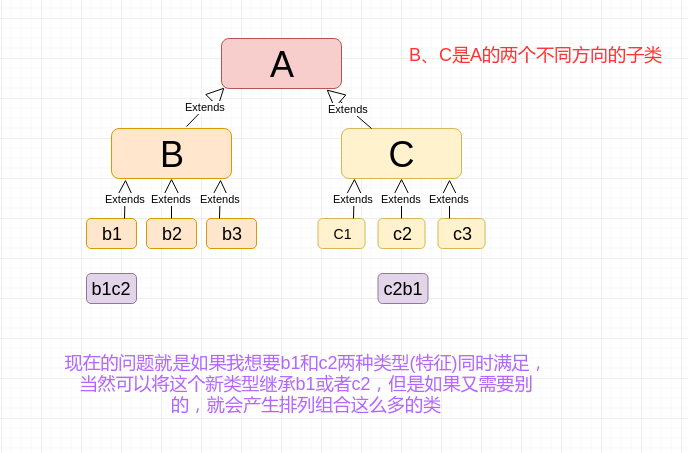 A
B、C是A的两个不同方向的子类
Extends
Extends
B
C
Extends
Extends
Extends
Extends
Extends
Extends
b1
b2
b3
C1
c2
c3
b1c2
c2b1
现在的问题就是如果我想要b1和c2两种类型(特征)同时满足，
当然可以将这个新类型继承b1或者c2，但是如果又需要别
的，就会产生排列组合这么多的类